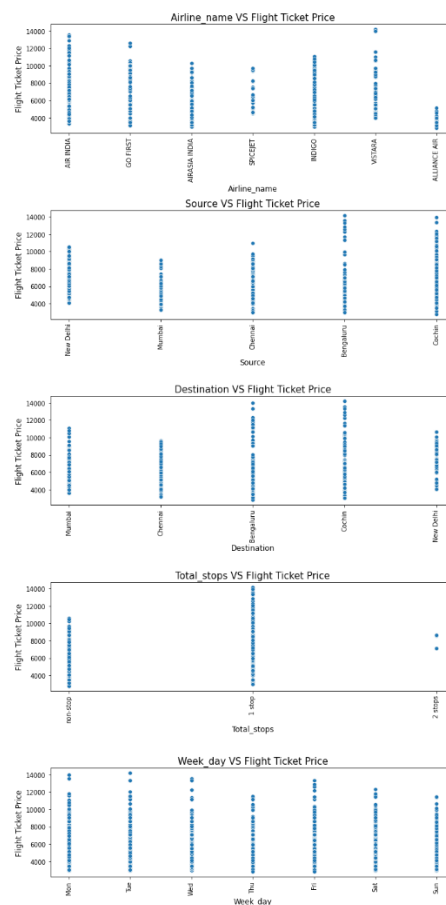 Airline_name VS Flight Ticket Price
Flight Ticket Price
14000
12000
10000
8000
6000
4000
AIR INDIA
GO FIRST
AIRASIA INDIA
SPICEJET
INDIGO
VISTARA
ALLIANCE AIR
Airline_name
Source VS Flight Ticket Price
Flight Ticket Price
14000
12000
10000
8000
6000
4000
New Delhi
Mumbai
Chennai
Bengaluru
Cochin
Source
Destination VS Flight Ticket Price
Flight Ticket Price
14000
12000
10000
8000
6000
4000
Mumbai
Chennai
Bengaluru
Cochin
New Delhi
Destination
Total_stops VS Flight Ticket Price
Flight Ticket Price
14000
12000
10000
8000
6000
4000
non-stop
1 stop
2 stops
Total_stops
Week_day VS Flight Ticket Price
Flight Ticket Price
14000
12000
10000
8000
6000
4000
Mon
Tue
Wed
Thu
Fri
Sat
Sun
Week_day